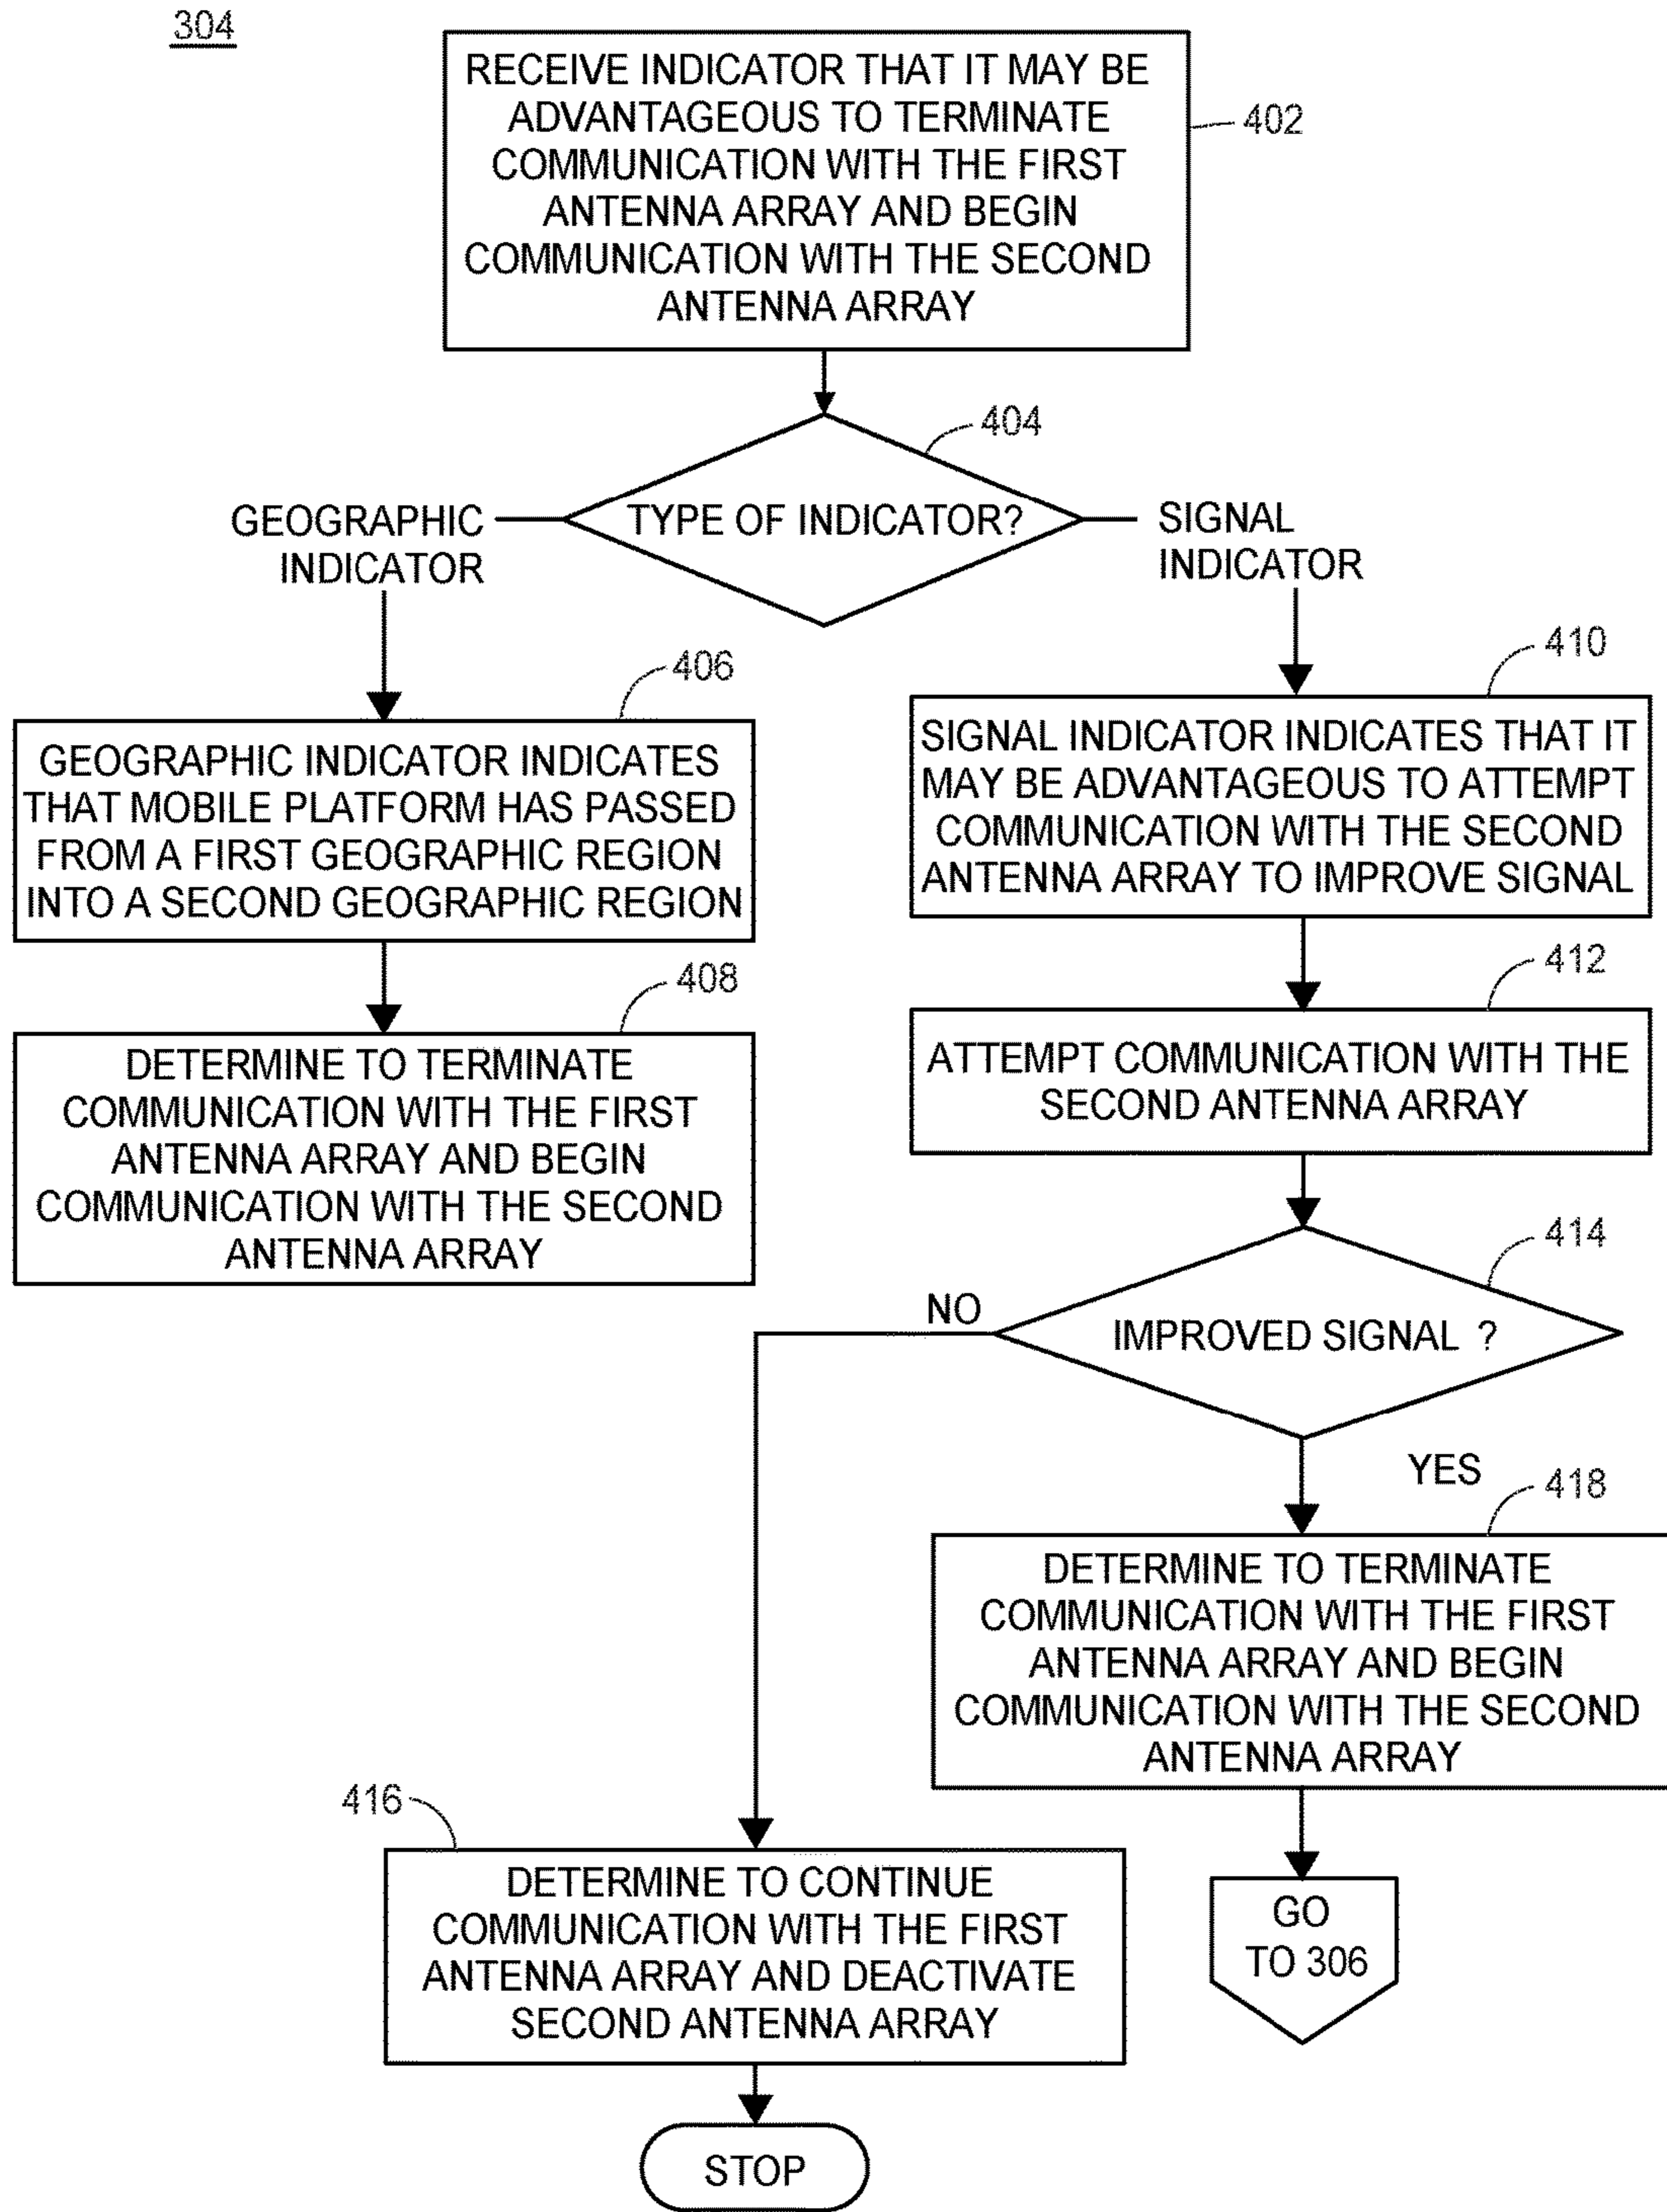 304
RECEIVE INDICATOR THAT IT MAY BE
ADVANTAGEOUS TO TERMINATE
COMMUNICATION WITH THE FIRST
ANTENNA ARRAY AND BEGIN
COMMUNICATION WITH THE SECOND
ANTENNA ARRAY
402
404
TYPE OF INDICATOR?
GEOGRAPHIC
INDICATOR
SIGNAL
INDICATOR
406
GEOGRAPHIC INDICATOR INDICATES
THAT MOBILE PLATFORM HAS PASSED
FROM A FIRST GEOGRAPHIC REGION
INTO A SECOND GEOGRAPHIC REGION
408
DETERMINE TO TERMINATE
COMMUNICATION WITH THE FIRST
ANTENNA ARRAY AND BEGIN
COMMUNICATION WITH THE SECOND
ANTENNA ARRAY
410
SIGNAL INDICATOR INDICATES THAT IT
MAY BE ADVANTAGEOUS TO ATTEMPT
COMMUNICATION WITH THE SECOND
ANTENNA ARRAY TO IMPROVE SIGNAL
412
ATTEMPT COMMUNICATION WITH THE
SECOND ANTENNA ARRAY
414
IMPROVED SIGNAL ?
NO
YES
418
DETERMINE TO TERMINATE
COMMUNICATION WITH THE FIRST
ANTENNA ARRAY AND BEGIN
COMMUNICATION WITH THE SECOND
ANTENNA ARRAY
GO
TO 306
416
DETERMINE TO CONTINUE
COMMUNICATION WITH THE FIRST
ANTENNA ARRAY AND DEACTIVATE
SECOND ANTENNA ARRAY
STOP